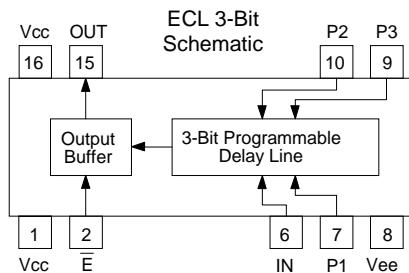 ECL 3-Bit
Schematic
Vcc OUT P2 P3
16 15 10 9
Output
Buffer
3-Bit Programmable
Delay Line
1 2 6 7 8
Vcc E̅ IN P1 Vee